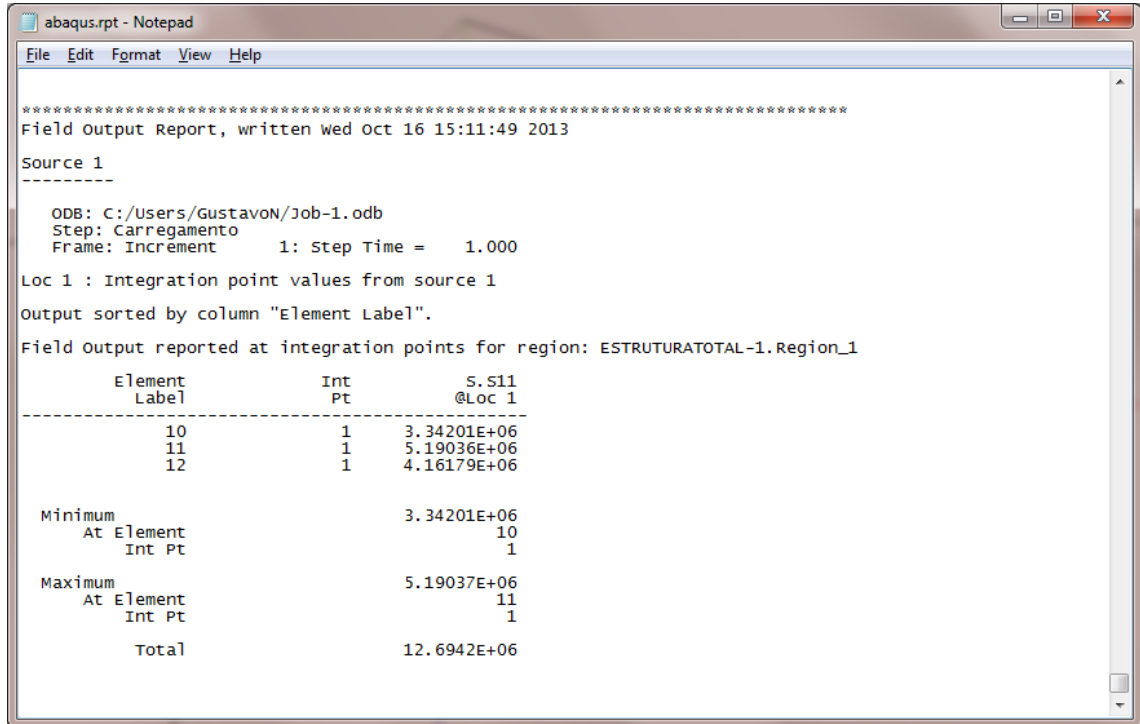 abaqus.rpt - Notepad
File Edit Format View Help
********************************************************************************
Field Output Report, written Wed Oct 16 15:11:49 2013
Source 1
---------
ODB: C:/Users/GustavoN/Job-1.odb
Step: Carregamento
Frame: Increment 1: Step Time = 1.000
Loc 1 : Integration point values from source 1
Output sorted by column "Element Label".
Field Output reported at integration points for region: ESTRUTURATOTAL-1.Region_1
Element Int S.S11
Label Pt @Loc 1
-------------------------------------------------
10 1 3.34201E+06
11 1 5.19036E+06
12 1 4.16179E+06
Minimum 3.34201E+06
At Element 10
Int Pt 1
Maximum 5.19037E+06
At Element 11
Int Pt 1
Total 12.6942E+06